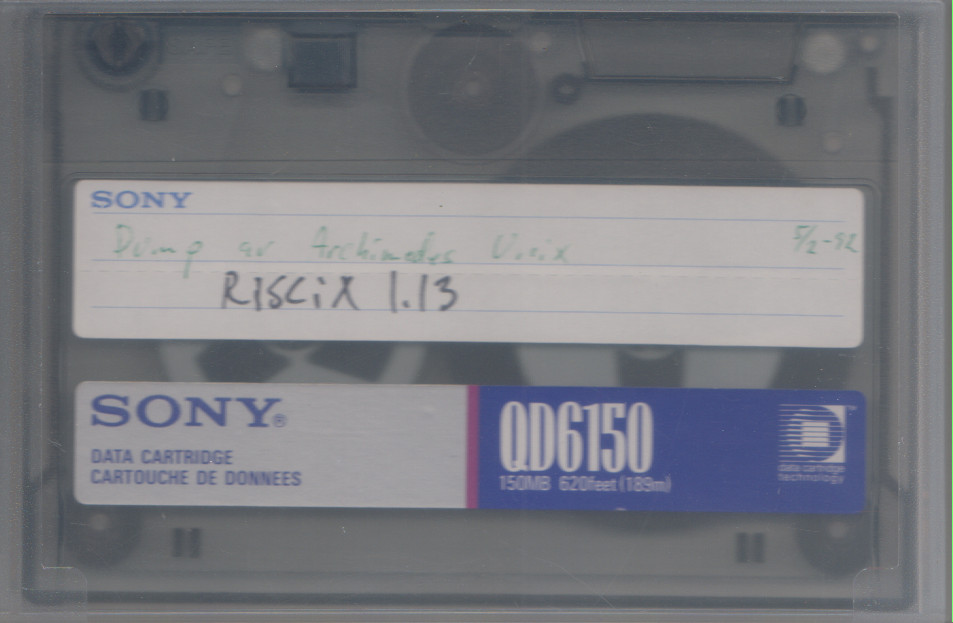 SONY
Dump av Archimedes Unix 5/2-92
RISCiX 1.13
SONY®
DATA CARTRIDGE
CARTOUCHE DE DONNEES
QD6150
150MB 620feet (189m)
data cartridge
technology
TM